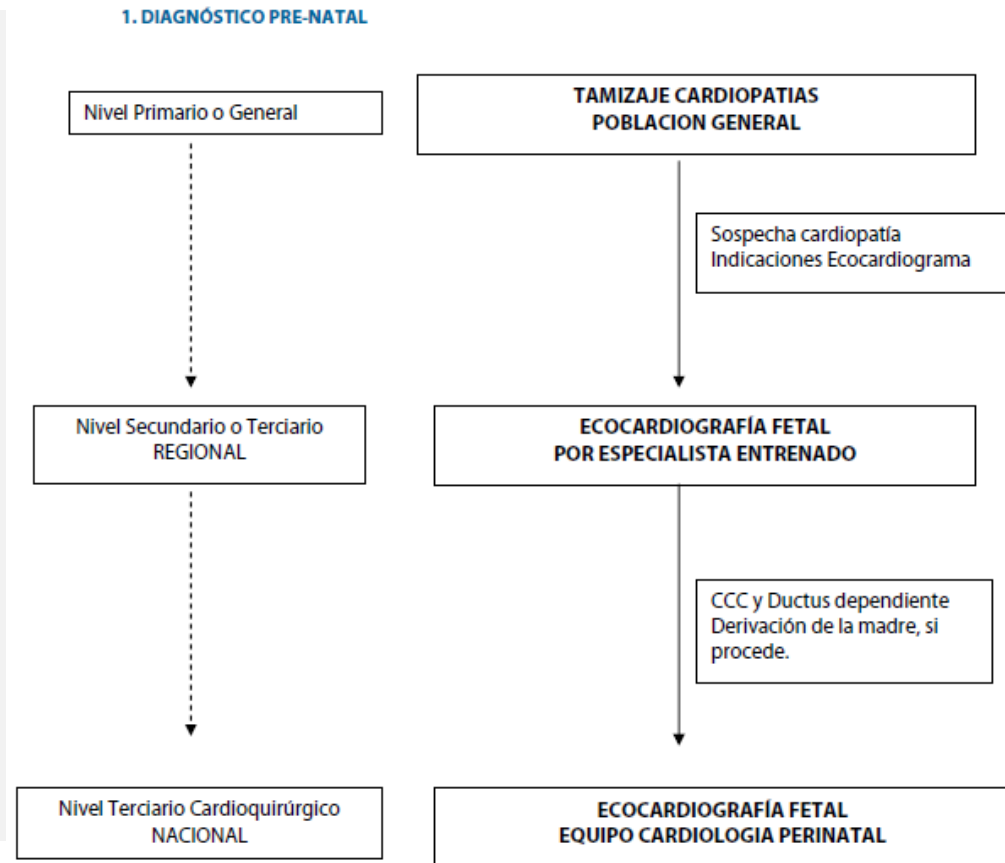 1. DIAGNÓSTICO PRE-NATAL
Nivel Primario o General
TAMIZAJE CARDIOPATIAS
POBLACION GENERAL
Sospecha cardiopatía
Indicaciones Ecocardiograma
Nivel Secundario o Terciario
REGIONAL
ECOCARDIOGRAFÍA FETAL
POR ESPECIALISTA ENTRENADO
CCC y Ductus dependiente
Derivación de la madre, si
procede.
Nivel Terciario Cardioquirúrgico
NACIONAL
ECOCARDIOGRAFÍA FETAL
EQUIPO CARDIOLOGIA PERINATAL